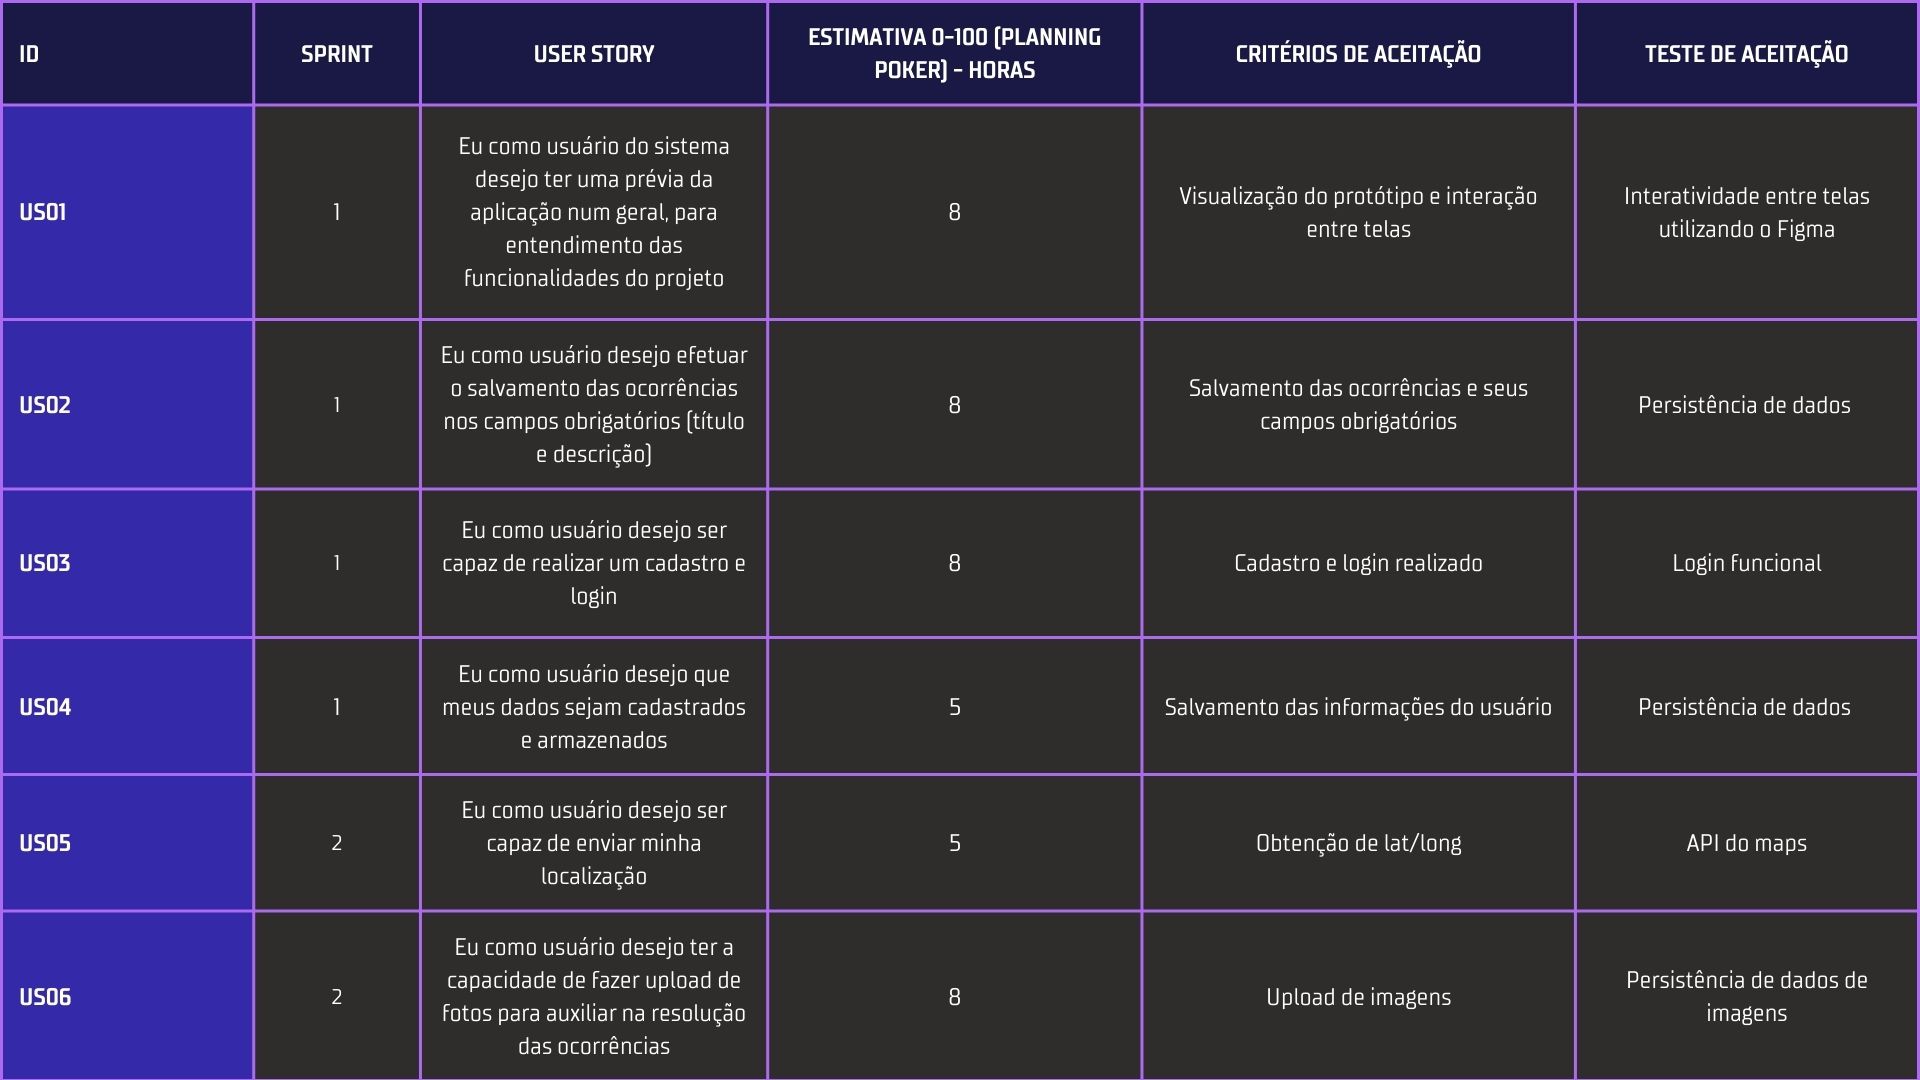 ID
SPRINT
USER STORY
ESTIMATIVA 0-100 (PLANNING
POKER) - HORAS
CRITÉRIOS DE ACEITAÇÃO
TESTE DE ACEITAÇÃO
US01
1
Eu como usuário do sistema
desejo ter uma prévia da
aplicação num geral, para
entendimento das
funcionalidades do projeto
8
Visualização do protótipo e interação
entre telas
Interatividade entre telas
utilizando o Figma
US02
1
Eu como usuário desejo efetuar
o salvamento das ocorrências
nos campos obrigatórios (título
e descrição)
8
Salvamento das ocorrências e seus
campos obrigatórios
Persistência de dados
US03
1
Eu como usuário desejo ser
capaz de realizar um cadastro e
login
8
Cadastro e login realizado
Login funcional
US04
1
Eu como usuário desejo que
meus dados sejam cadastrados
e armazenados
5
Salvamento das informações do usuário
Persistência de dados
US05
2
Eu como usuário desejo ser
capaz de enviar minha
localização
5
Obtenção de lat/long
API do maps
US06
2
Eu como usuário desejo ter a
capacidade de fazer upload de
fotos para auxiliar na resolução
das ocorrências
8
Upload de imagens
Persistência de dados de
imagens